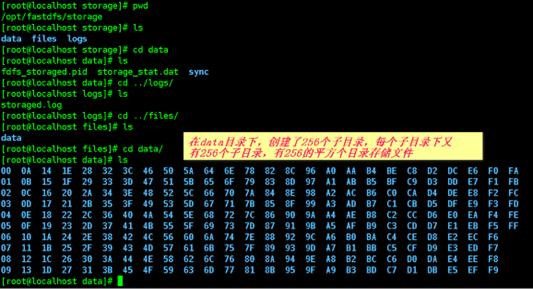 [root@localhost storage]# pwd
/opt/fastdfs/storage
[root@localhost storage]# ls
data  files  logs
[root@localhost storage]# cd data
[root@localhost data]# ls
fdfs_storaged.pid  storage_stat.dat  sync
[root@localhost data]# cd ../logs/
[root@localhost logs]# ls
storaged.log
[root@localhost logs]# cd ../files/
[root@localhost files]# ls
data
[root@localhost files]# cd data/
[root@localhost data]# ls
在data目录下，创建了256个子目录，每个子目录下又
有256个子目录，有256的平方个目录存储文件
00 0A 14 1E 28 32 3C 46 50 5A 64 6E 78 82 8C 96 A0 AA B4 BE C8 D2 DC E6 F0 FA
01 0B 15 1F 29 33 3D 47 51 5B 65 6F 79 83 8D 97 A1 AB B5 BF C9 D3 DD E7 F1 FB
02 0C 16 20 2A 34 3E 48 52 5C 66 70 7A 84 8E 98 A2 AC B6 C0 CA D4 DE E8 F2 FC
03 0D 17 21 2B 35 3F 49 53 5D 67 71 7B 85 8F 99 A3 AD B7 C1 CB D5 DF E9 F3 FD
04 0E 18 22 2C 36 40 4A 54 5E 68 72 7C 86 90 9A A4 AE B8 C2 CC D6 E0 EA F4 FE
05 0F 19 23 2D 37 41 4B 55 5F 69 73 7D 87 91 9B A5 AF B9 C3 CD D7 E1 EB F5 FF
06 10 1A 24 2E 38 42 4C 56 60 6A 74 7E 88 92 9C A6 B0 BA C4 CE D8 E2 EC F6
07 11 1B 25 2F 39 43 4D 57 61 6B 75 7F 89 93 9D A7 B1 BB C5 CF D9 E3 ED F7
08 12 1C 26 30 3A 44 4E 58 62 6C 76 80 8A 94 9E A8 B2 BC C6 D0 DA E4 EE F8
09 13 1D 27 31 3B 45 4F 59 63 6D 77 81 8B 95 9F A9 B3 BD C7 D1 DB E5 EF F9
[root@localhost data]#